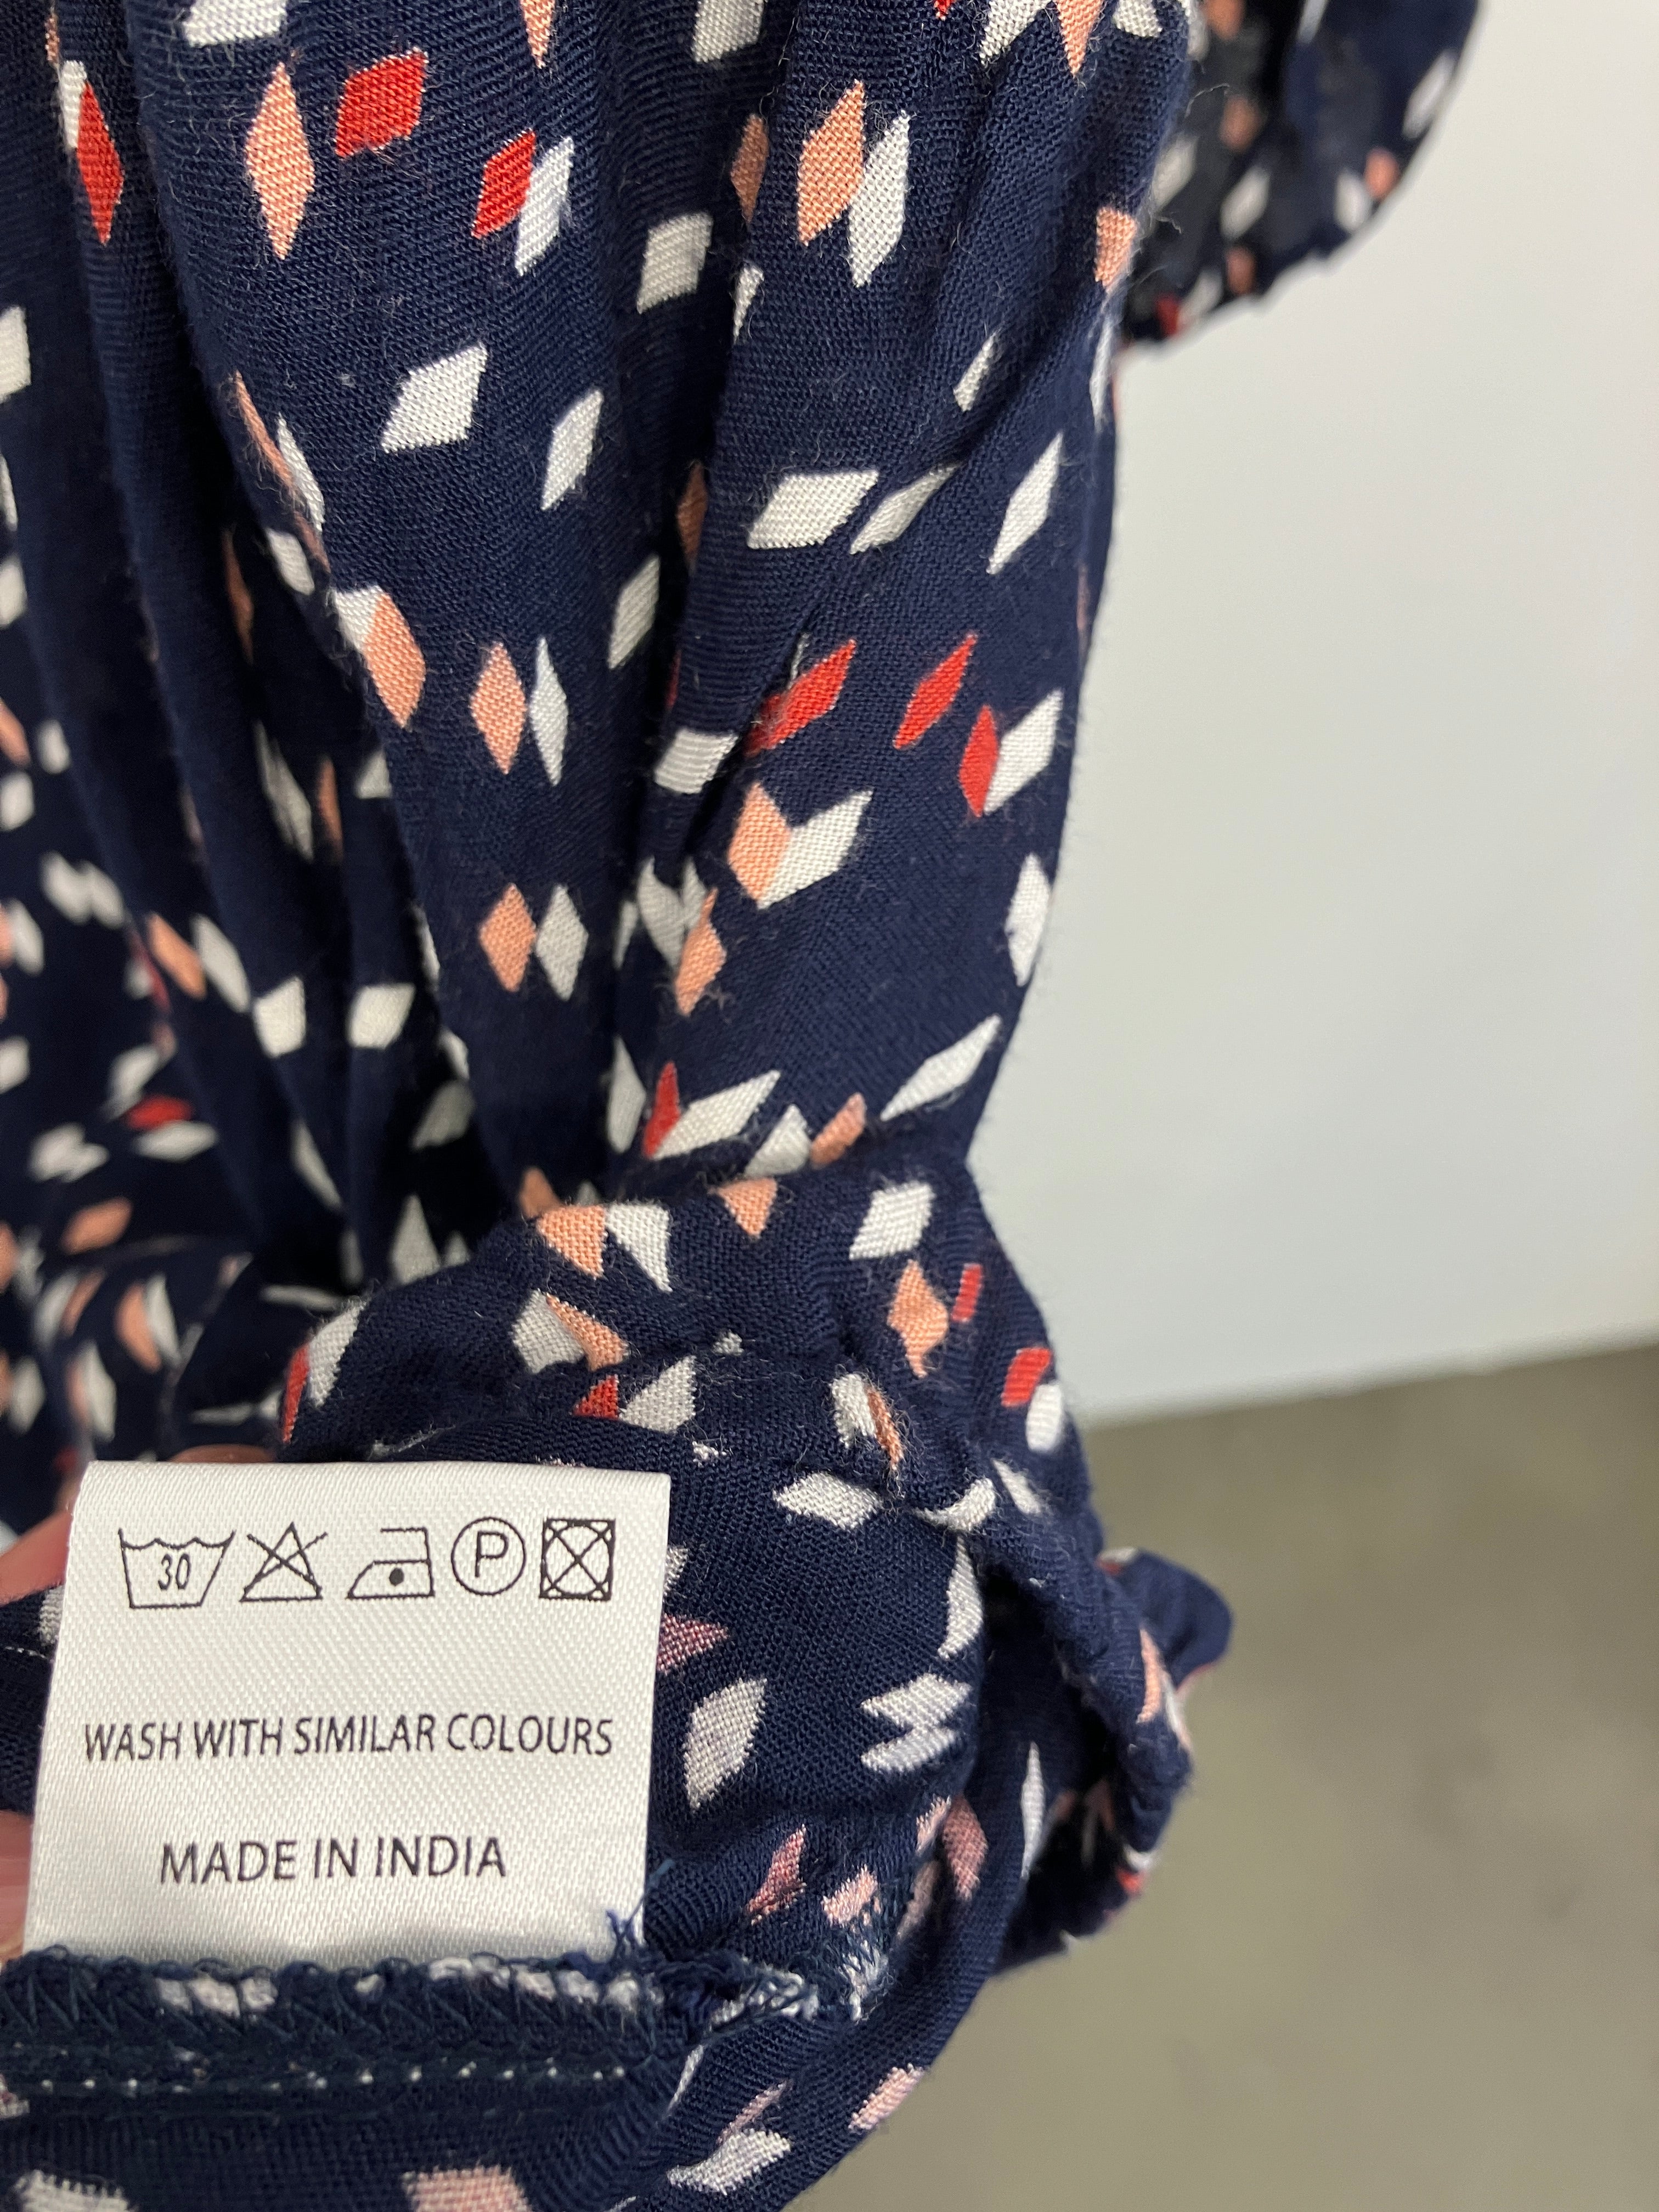 30 P
WASH WITH SIMILAR COLOURS
MADE IN INDIA